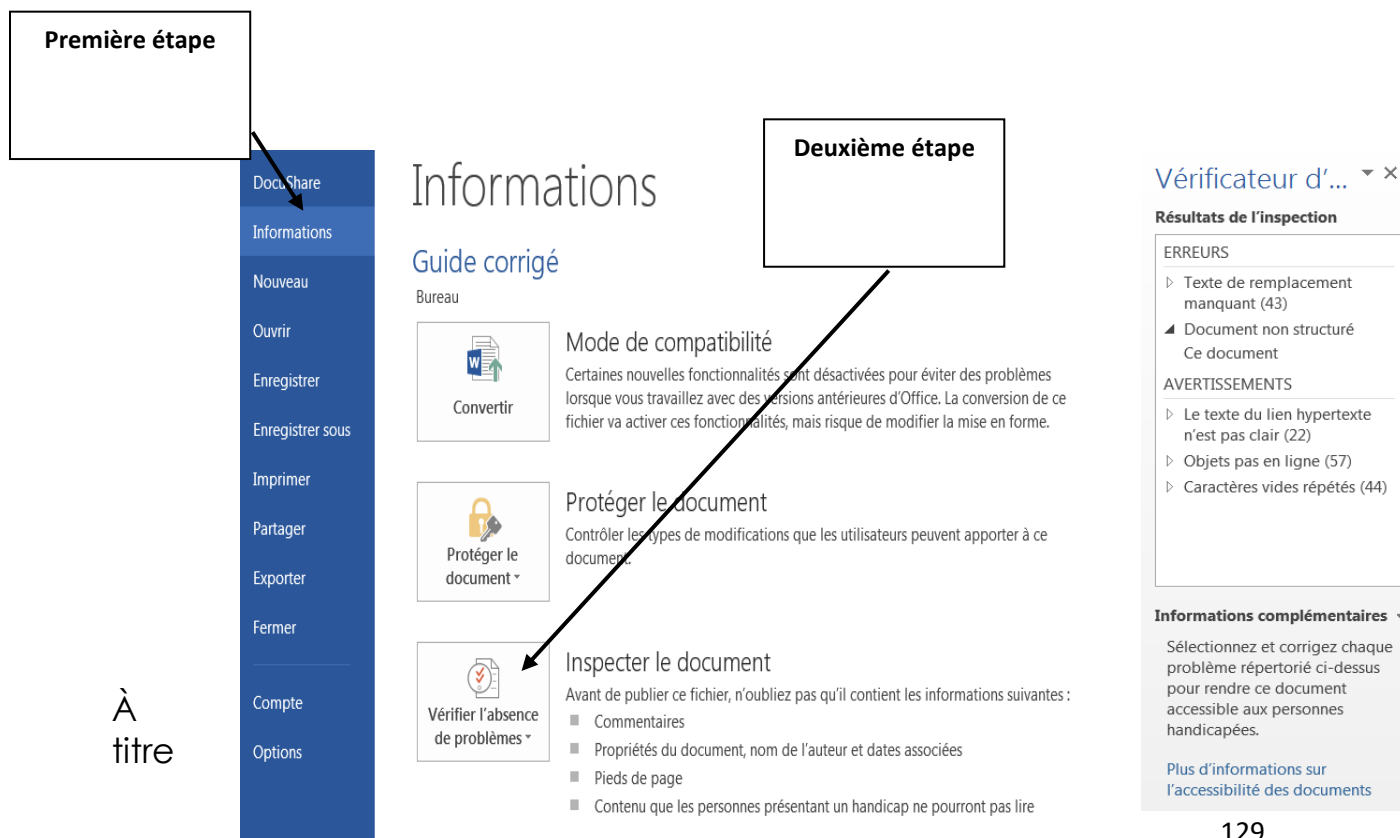 Première étape
Deuxième étape
DocuShare
Informations
Nouveau
Ouvrir
Enregistrer
Enregistrer sous
Imprimer
Partager
Exporter
Fermer
Compte
Options
Informations
Guide corrigé
Bureau
Convertir
Mode de compatibilité
Certaines nouvelles fonctionnalités sont désactivées pour éviter des problèmes
lorsque vous travaillez avec des versions antérieures d'Office. La conversion de ce
fichier va activer ces fonctionnalités, mais risque de modifier la mise en forme.
Protéger le
document
Protéger le document
Contrôler les types de modifications que les utilisateurs peuvent apporter à ce
document.
Vérifier l'absence
de problèmes
Inspecter le document
Avant de publier ce fichier, n'oubliez pas qu'il contient les informations suivantes :
Commentaires
Propriétés du document, nom de l'auteur et dates associées
Pieds de page
Contenu que les personnes présentant un handicap ne pourront pas lire
Vérificateur d'...
Résultats de l'inspection
ERREURS
Texte de remplacement
manquant (43)
Document non structuré
Ce document
AVERTISSEMENTS
Le texte du lien hypertexte
n'est pas clair (22)
Objets pas en ligne (57)
Caractères vides répétés (44)
Informations complémentaires
Sélectionnez et corrigez chaque
problème répertorié ci-dessus
pour rendre ce document
accessible aux personnes
handicapées.
Plus d'informations sur
l'accessibilité des documents
À
titre
129